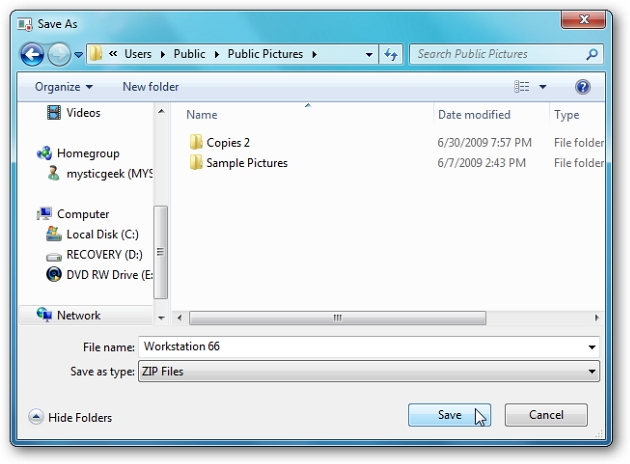 Save As
« Users ▸ Public ▸ Public Pictures ▸
Search Public Pictures
Organize ▾ New folder
Videos
Homegroup
mysticgeek (MYS
Computer
Local Disk (C:)
RECOVERY (D:)
DVD RW Drive (E:
Network
Name Date modified Type
Copies 2 6/30/2009 7:57 PM File folder
Sample Pictures 6/7/2009 2:43 PM File folder
File name: Workstation 66
Save as type: ZIP Files
Hide Folders Save Cancel